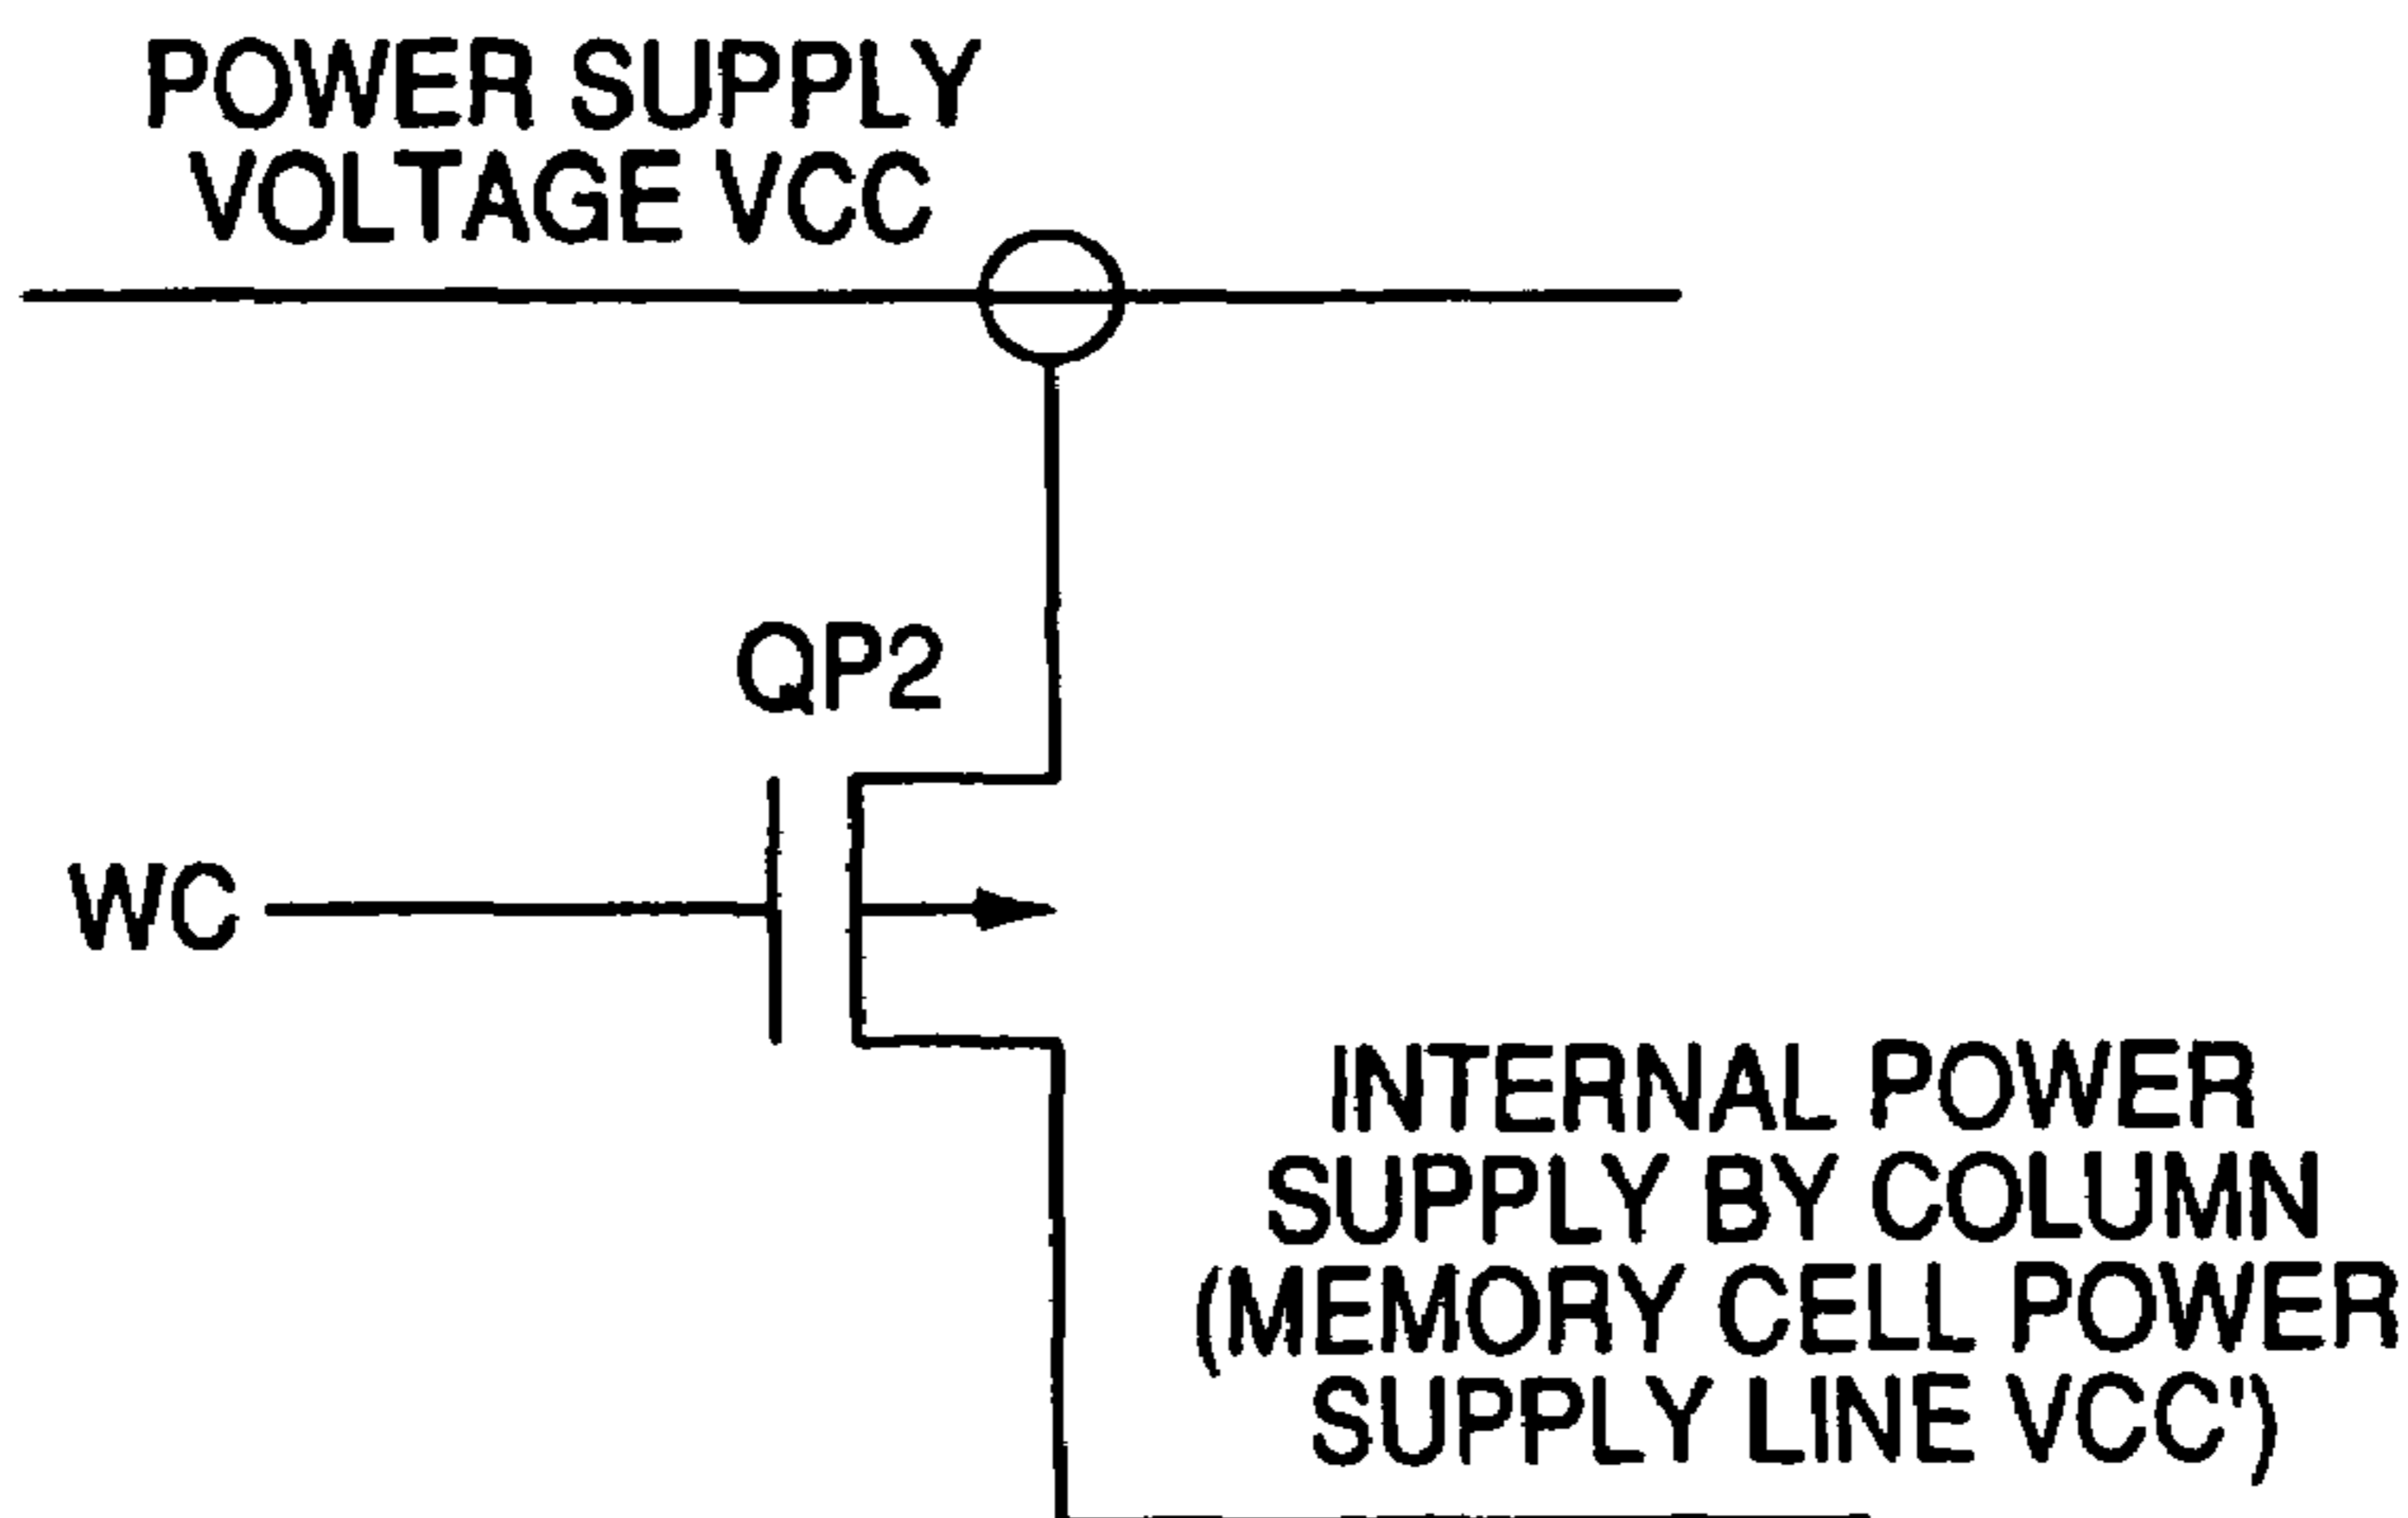 POWER SUPPLY
VOLTAGE VCC
QP2
WC
INTERNAL POWER
SUPPLY BY COLUMN
(MEMORY CELL POWER
SUPPLY LINE VCC')